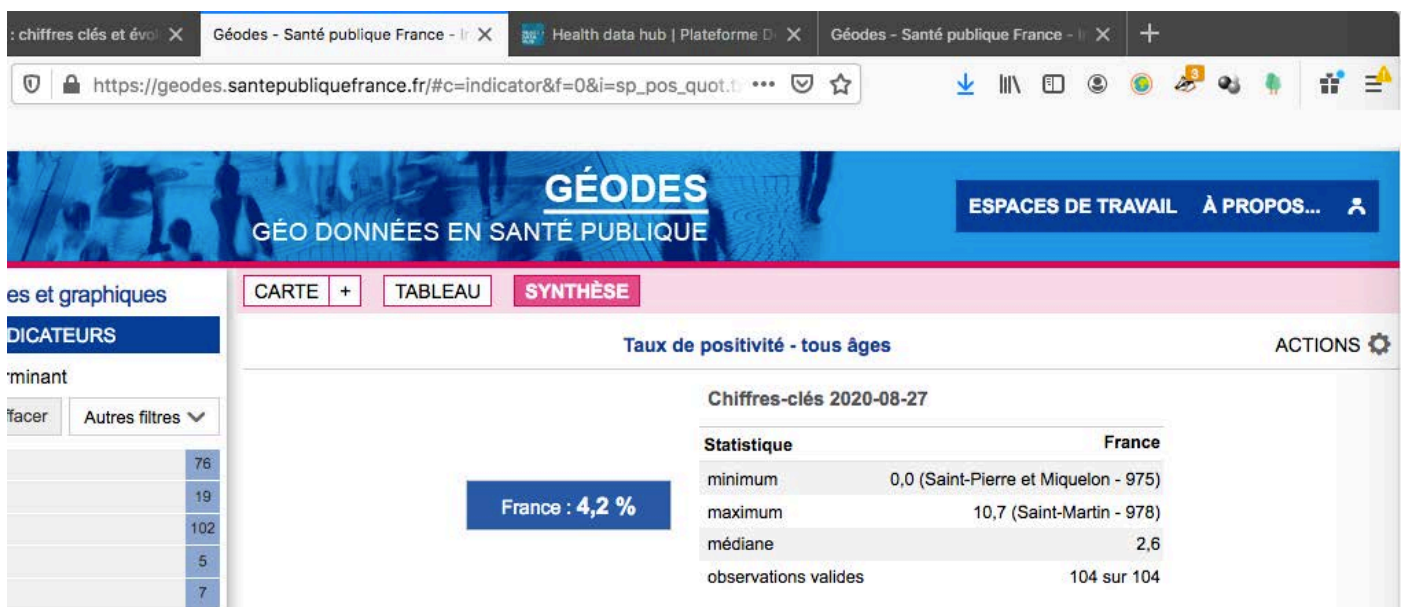 : chiffres clés et évol
Géodes - Santé publique France - I
Health data hub | Plateforme D
Géodes - Santé publique France - I
https://geodes.santepubliquefrance.fr/#c=indicator&f=0&i=sp_pos_quot.t
3
GÉODES
GÉO DONNÉES EN SANTÉ PUBLIQUE
ESPACES DE TRAVAIL À PROPOS...
es et graphiques
CARTE + TABLEAU SYNTHÈSE
DICATEURS
Taux de positivité - tous âges
ACTIONS
rminant
ffacer Autres filtres
Chiffres-clés 2020-08-27
Statistique France
76
minimum 0,0 (Saint-Pierre et Miquelon - 975)
19
France : 4,2 %
maximum 10,7 (Saint-Martin - 978)
102
médiane 2,6
5
observations valides 104 sur 104
7